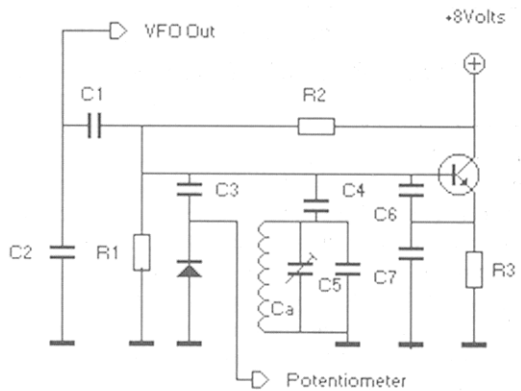 +8Volts
VFO Out
C1
R2
C3
C4
C6
C2
R1
C5
C7
R3
Ca
Potentiometer